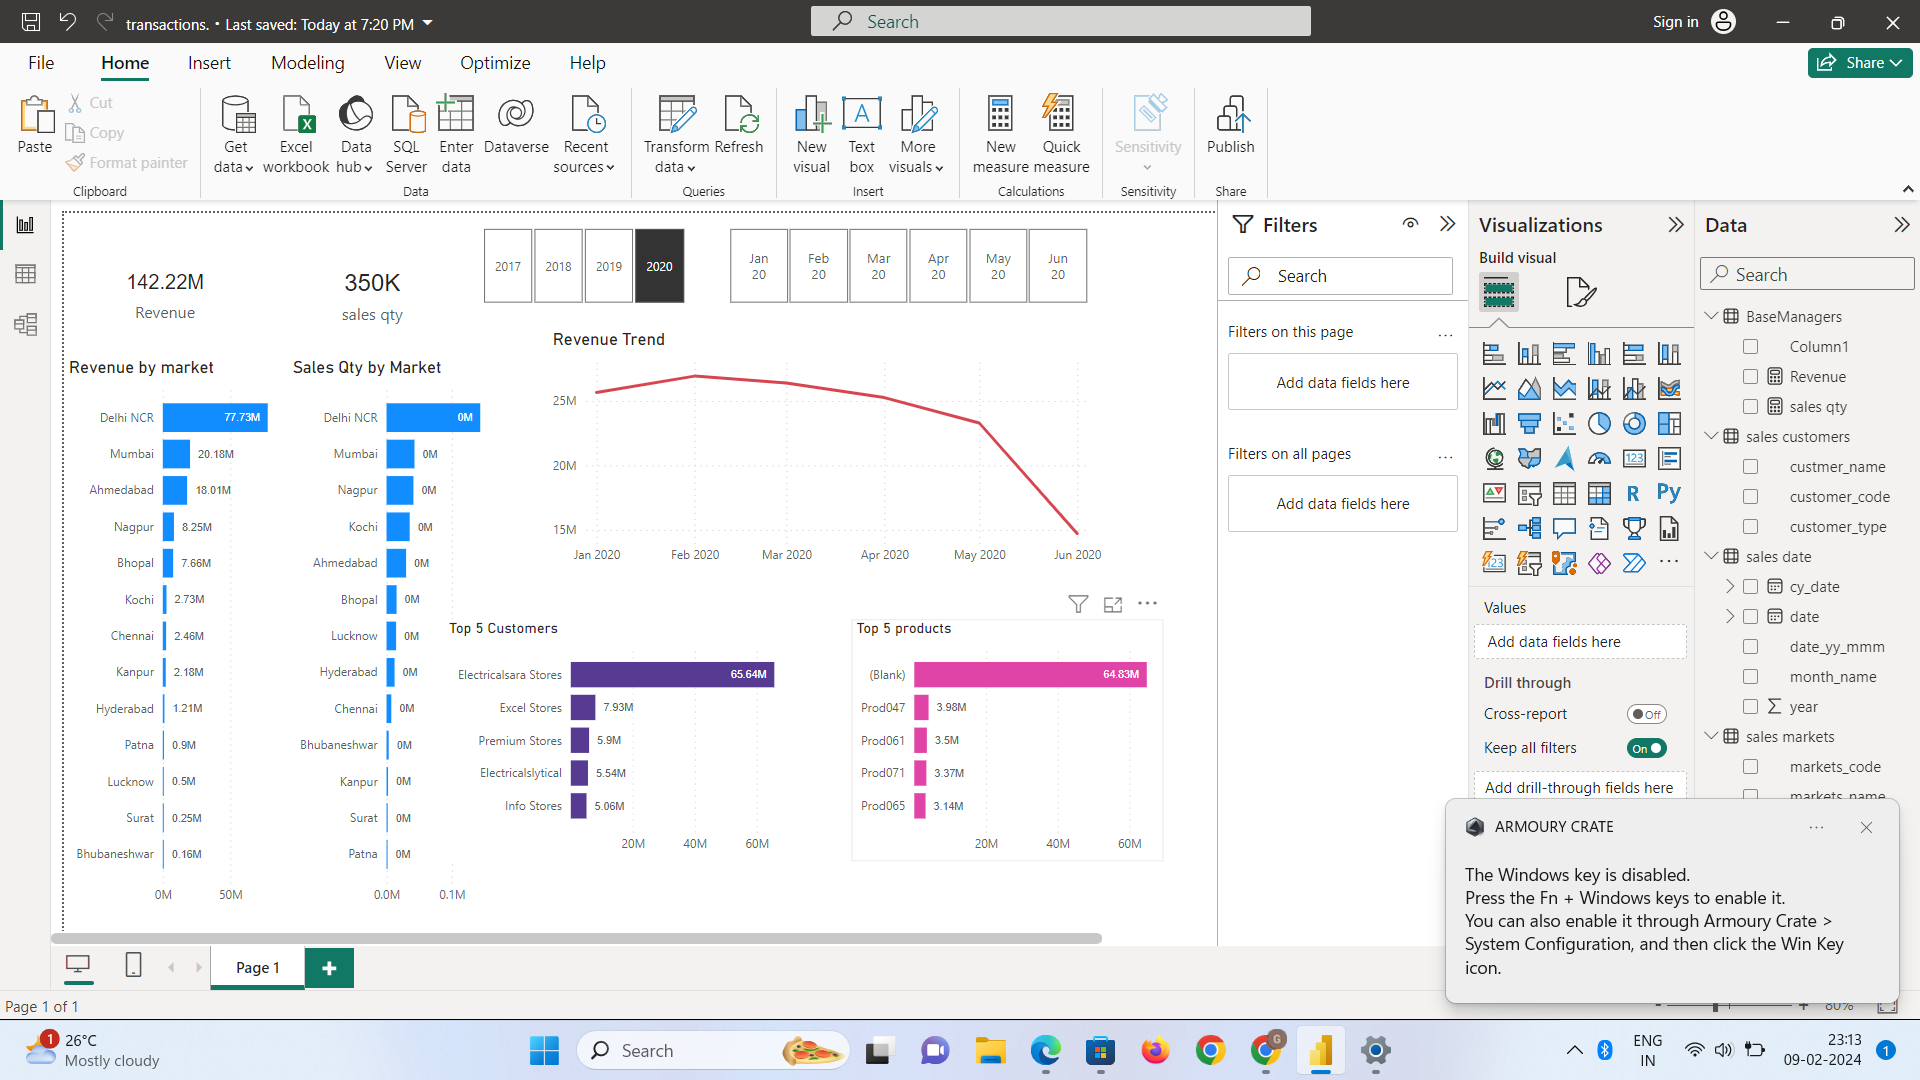 transactions. • Last saved: Today at 7:20 PM
Search
Sign in
File
Home
Insert
Modeling
View
Optimize
Help
Share
Paste
Cut
Copy
Format painter
Clipboard
Get data
Excel workbook
Data hub
SQL Server
Enter data
Dataverse
Recent sources
Data
Transform data
Refresh
Queries
New visual
Text box
More visuals
Insert
New measure
Quick measure
Calculations
Sensitivity
Sensitivity
Publish
Share
142.22M
Revenue
350K
sales qty
2017
2018
2019
2020
Jan 20
Feb 20
Mar 20
Apr 20
May 20
Jun 20
Revenue by market
Delhi NCR 77.73M
Mumbai 20.18M
Ahmedabad 18.01M
Nagpur 8.25M
Bhopal 7.66M
Kochi 2.73M
Chennai 2.46M
Kanpur 2.18M
Hyderabad 1.21M
Patna 0.9M
Lucknow 0.5M
Surat 0.25M
Bhubaneshwar 0.16M
0M 50M
Sales Qty by Market
Delhi NCR 0M
Mumbai 0M
Nagpur 0M
Kochi 0M
Ahmedabad 0M
Bhopal 0M
Lucknow 0M
Hyderabad 0M
Chennai 0M
Bhubaneshwar 0M
Kanpur 0M
Surat 0M
Patna 0M
0.0M 0.1M
Revenue Trend
25M
20M
15M
Jan 2020 Feb 2020 Mar 2020 Apr 2020 May 2020 Jun 2020
Top 5 Customers
Electricalsara Stores 65.64M
Excel Stores 7.93M
Premium Stores 5.9M
Electricalslytical 5.54M
Info Stores 5.06M
20M 40M 60M
Top 5 products
(Blank) 64.83M
Prod047 3.98M
Prod061 3.5M
Prod071 3.37M
Prod065 3.14M
20M 40M 60M
Filters
Search
Filters on this page
Add data fields here
Filters on all pages
Add data fields here
Visualizations
Build visual
123
R
Py
123
Values
Add data fields here
Drill through
Cross-report
Off
Keep all filters
On
Add drill-through fields here
Data
Search
BaseManagers
Column1
Revenue
sales qty
sales customers
custmer_name
customer_code
customer_type
sales date
cy_date
date
date_yy_mmm
month_name
year
sales markets
markets_code
markets_name
ARMOURY CRATE
The Windows key is disabled.
Press the Fn + Windows keys to enable it.
You can also enable it through Armoury Crate >
System Configuration, and then click the Win Key
icon.
Page 1
Page 1 of 1
80%
1
26°C
Mostly cloudy
Search
G
ENG
IN
23:13
09-02-2024
1